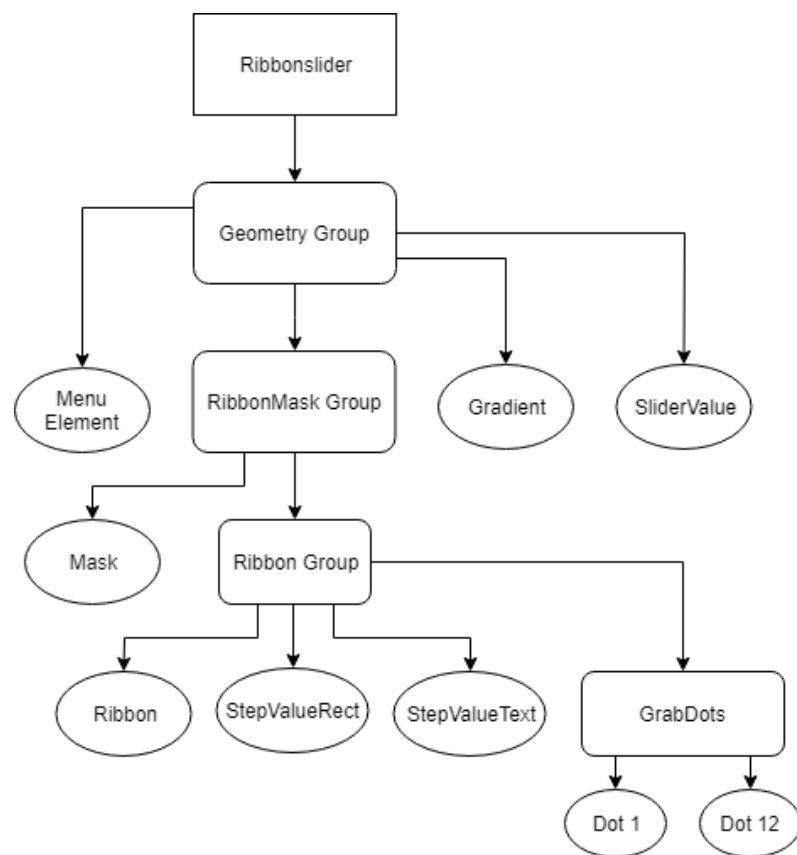 Ribbonslider
Geometry Group
Menu
Element
RibbonMask Group
Gradient
SliderValue
Mask
Ribbon Group
Ribbon
StepValueRect
StepValueText
GrabDots
Dot 1
Dot 12